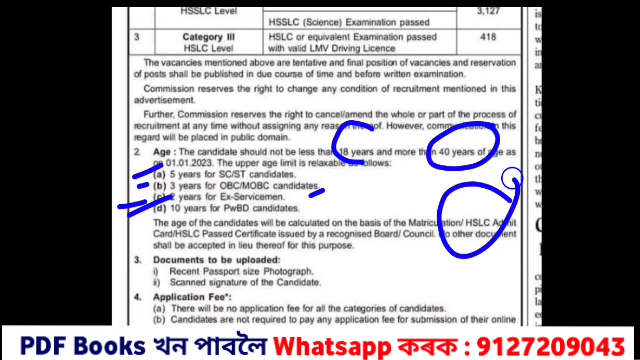 HSSLC Level
3,127
HSSLC (Science) Examination passed
3 Category III HSLC or equivalent Examination passed 418
HSLC Level with valid LMV Driving Licence
The vacancies mentioned above are tentative and final position of vacancies and reservation
of posts shall be published in due course of time and before written examination.
Commission reserves the right to change any condition of recruitment mentioned in this
advertisement.
Further, Commission reserves the right to cancel/amend the whole or part of the process of
recruitment at any time without assigning any reason thereof. However, in this
regard will be placed in public domain.
2. Age : The candidate should not be less than 18 years and more than 40 years of age as
on 01.01.2023. The upper age limit is relaxable as follows:
(a) 5 years for SC/ST candidates.
(b) 3 years for OBC/MOBC candidates.
(c) 2 years for Ex-Servicemen.
(d) 10 years for PwBD candidates.
The age of the candidates will be calculated on the basis of the Matriculation/ HSLC Admit
Card/HSLC Passed Certificate issued by a recognised Board/ Council. No other document
shall be accepted in lieu thereof for this purpose.
3. Documents to be uploaded:
i) Recent Passport size Photograph.
ii) Scanned signature of the Candidate.
4. Application Fee*:
(a) There will be no application fee for all the categories of candidates.
(b) Candidates are not required to pay any application fee for submission of their online
PDF Books খন পাবলৈ Whatsapp কৰক : 9127209043